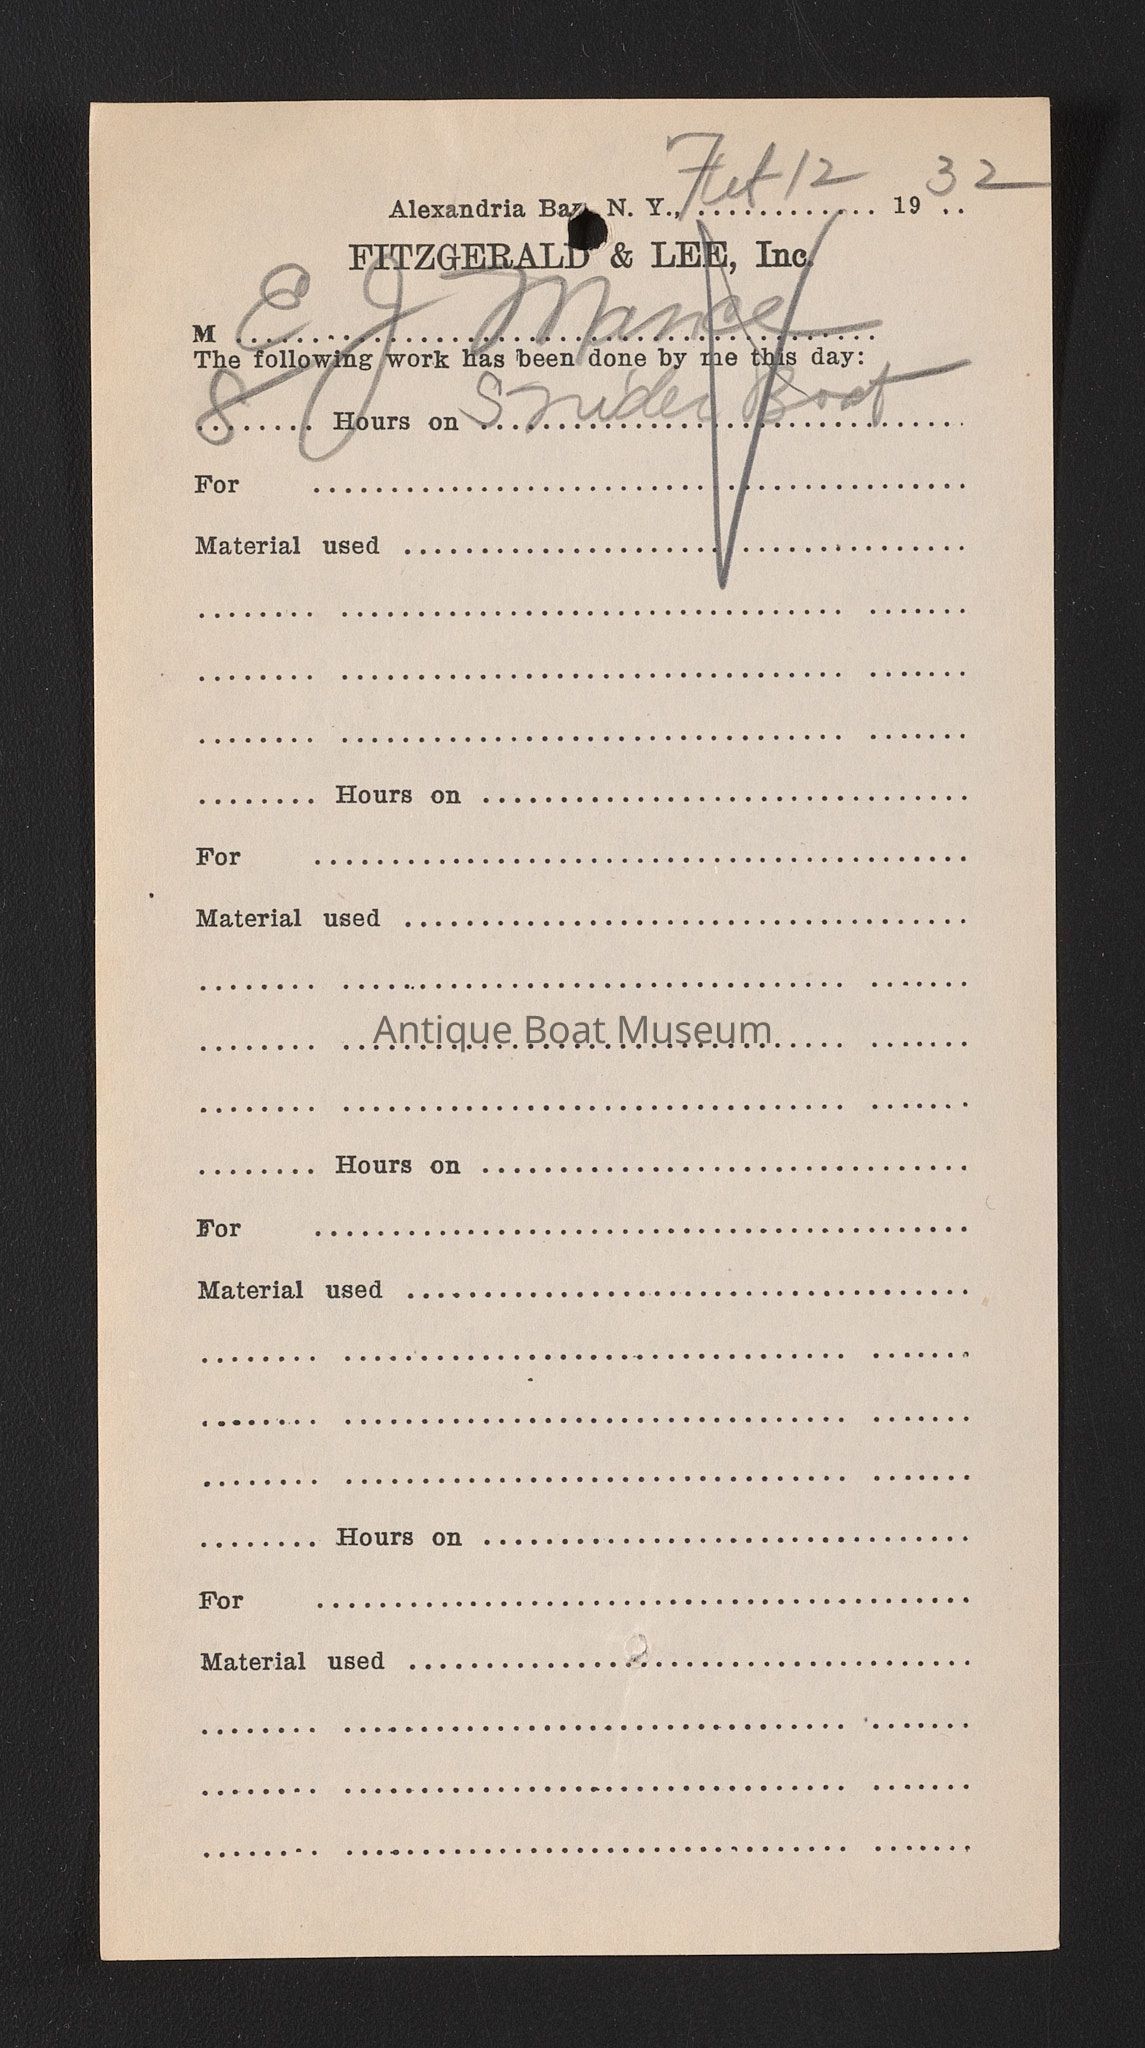 Alexandria Bay, N. Y., Feb 12 1932
FITZGERALD & LEE, Inc.
M E J Mance
The following work has been done by me this day:
8 Hours on Snider Boat
For
Material used
Hours on
For
Material used
Antique Boat Museum
Hours on
For
Material used
Hours on
For
Material used